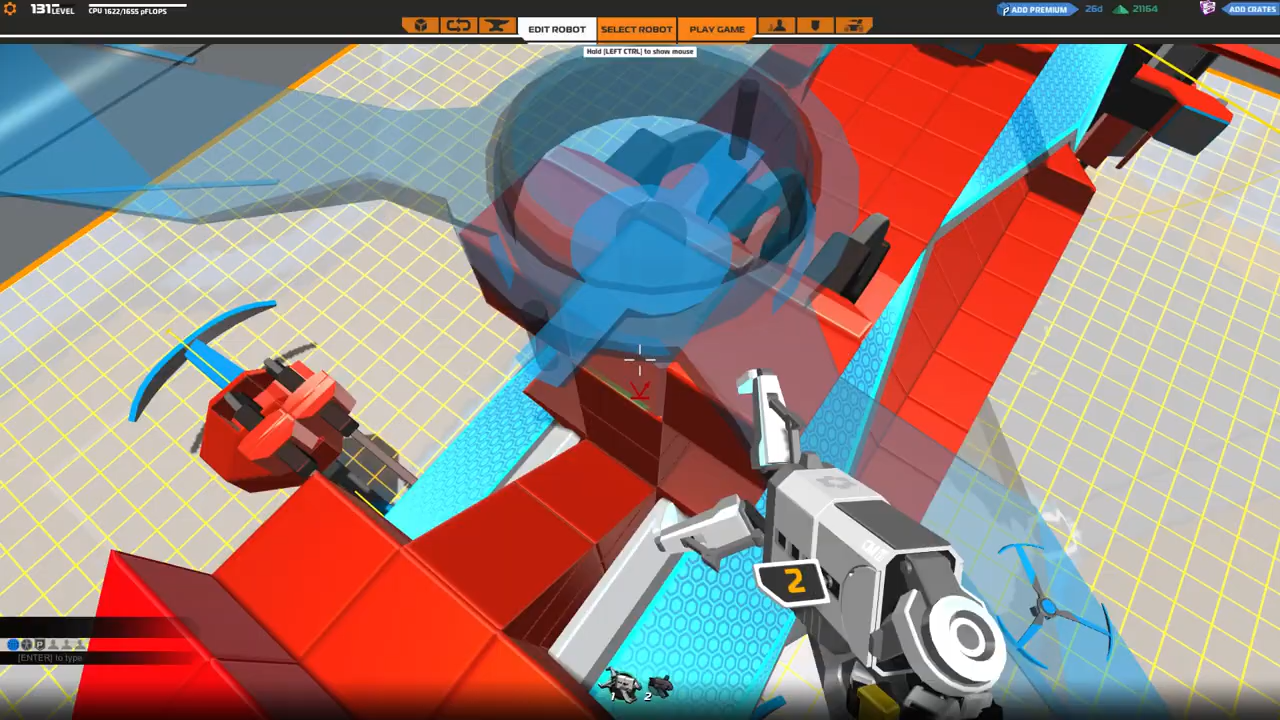 131 LEVEL
CPU 1622/1655 pFLOPS
EDIT ROBOT
SELECT ROBOT
PLAY GAME
ADD PREMIUM
26d
21164
ADD CRATES
Hold [LEFT CTRL] to show mouse
2
[ENTER] to type
1
2